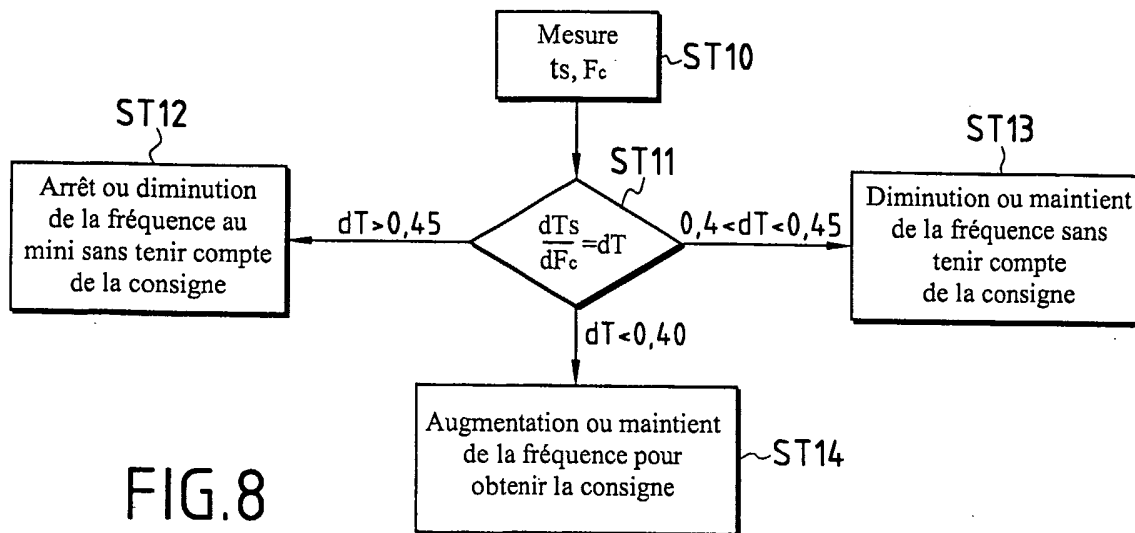 Mesure
ts, Fc
ST10
ST12
ST13
ST11
Arrêt ou diminution
de la fréquence au
mini sans tenir compte
de la consigne
dT>0,45
dTs
dFc
=dT
0,4<dT<0,45
Diminution ou maintient
de la fréquence sans
tenir compte
de la consigne
dT<0,40
Augmentation ou maintient
de la fréquence pour
obtenir la consigne
ST14
FIG.8